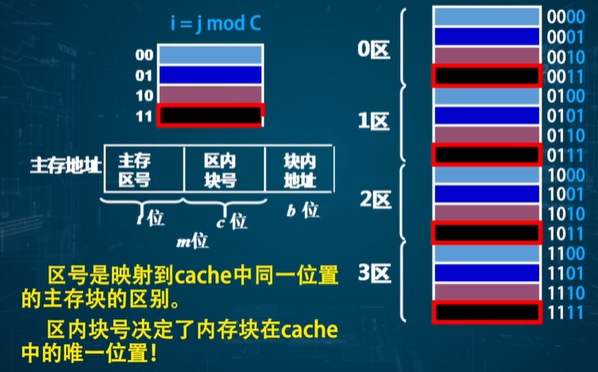 i = j mod C
00
01
10
11
主存地址
主存区号
区内块号
块内地址
t 位
c 位
b 位
m位
区号是映射到cache中同一位置
的主存块的区别。
区内块号决定了内存块在cache
中的唯一位置！
0区
1区
2区
3区
0000
0001
0010
0011
0100
0101
0110
0111
1000
1001
1010
1011
1100
1101
1110
1111